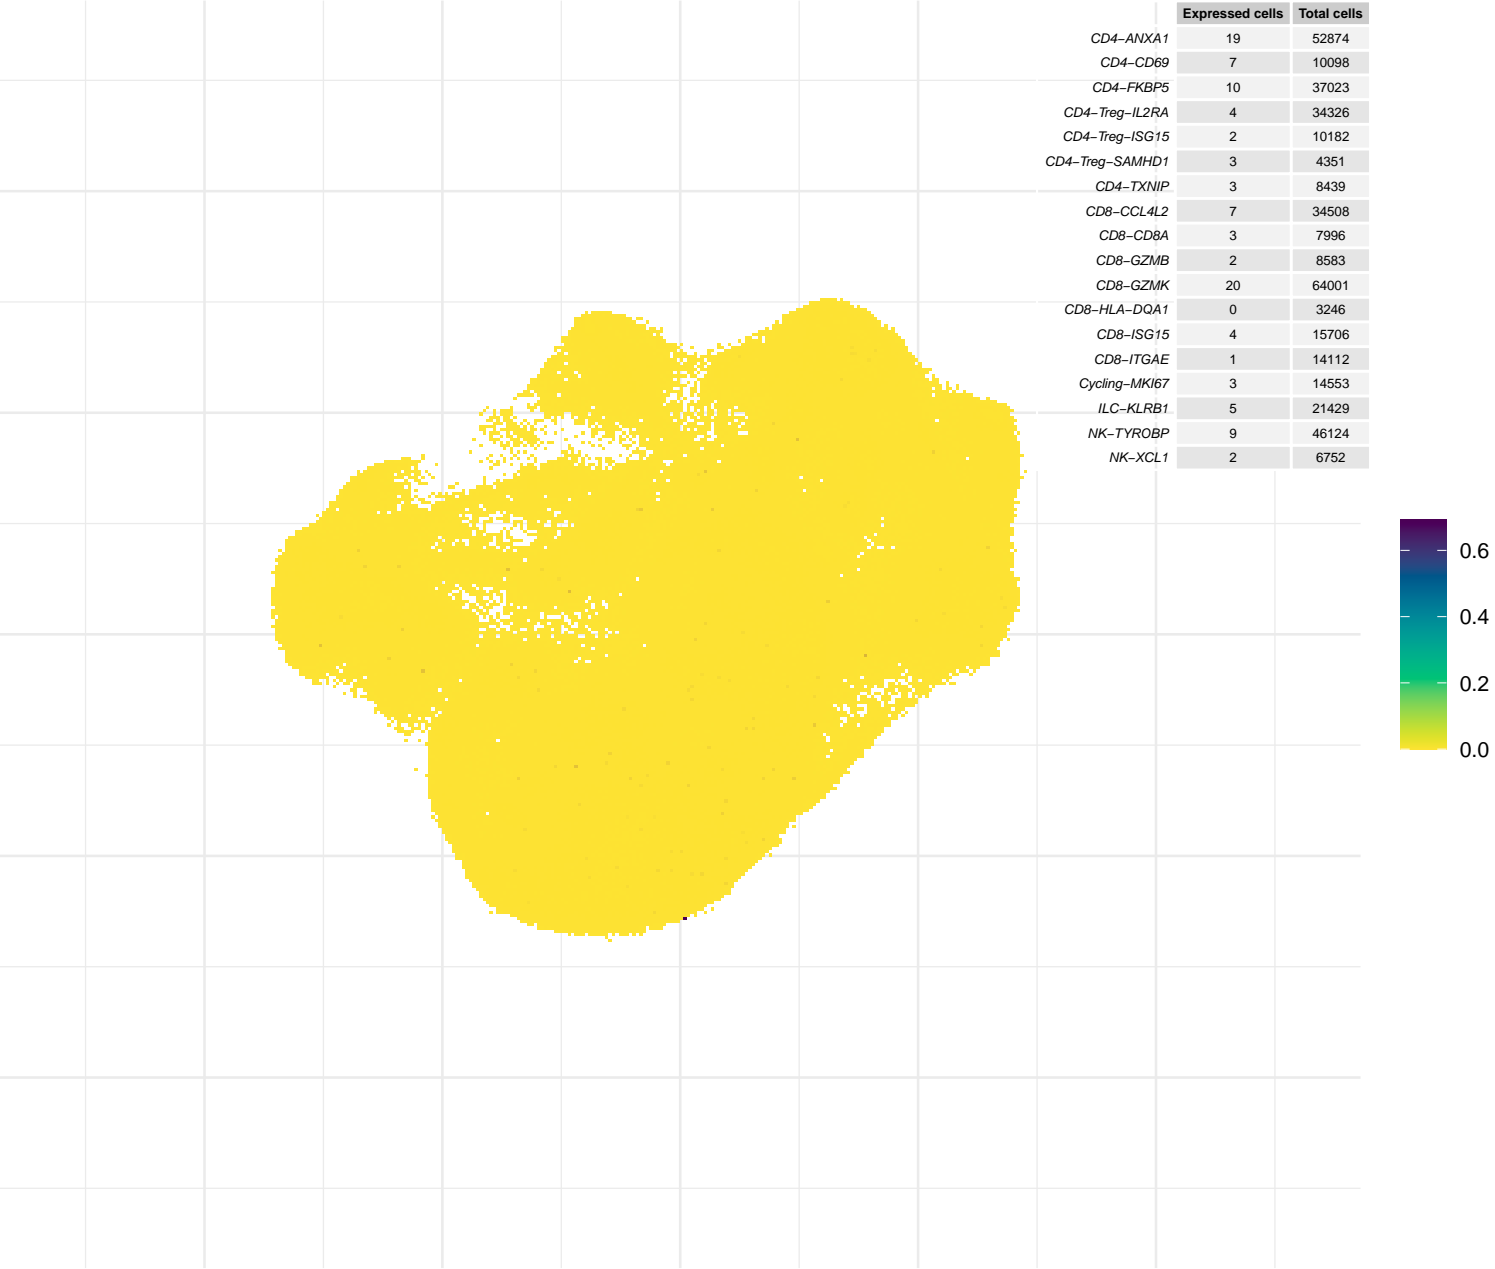 Expressed cells Total cells
CD4−ANXA1 19 52874
CD4−CD69 7 10098
CD4−FKBP5 10 37023
CD4−Treg−IL2RA 4 34326
CD4−Treg−ISG15 2 10182
CD4−Treg−SAMHD1 3 4351
CD4−TXNIP 3 8439
CD8−CCL4L2 7 34508
CD8−CD8A 3 7996
CD8−GZMB 2 8583
CD8−GZMK 20 64001
CD8−HLA−DQA1 0 3246
CD8−ISG15 4 15706
CD8−ITGAE 1 14112
Cycling−MKI67 3 14553
ILC−KLRB1 5 21429
NK−TYROBP 9 46124
NK−XCL1 2 6752
0.6
0.4
0.2
0.0